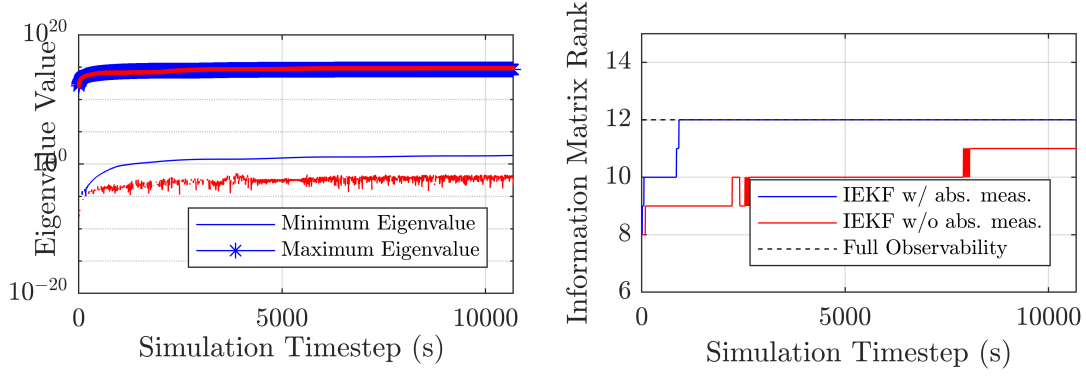 10^20
10^0
10^-20
Eigenvalue Value
Minimum Eigenvalue
Maximum Eigenvalue
0
5000
10000
Simulation Timestep (s)
Information Matrix Rank
14
12
10
8
6
IEKF w/ abs. meas.
IEKF w/o abs. meas.
Full Observability
0
5000
10000
Simulation Timestep (s)